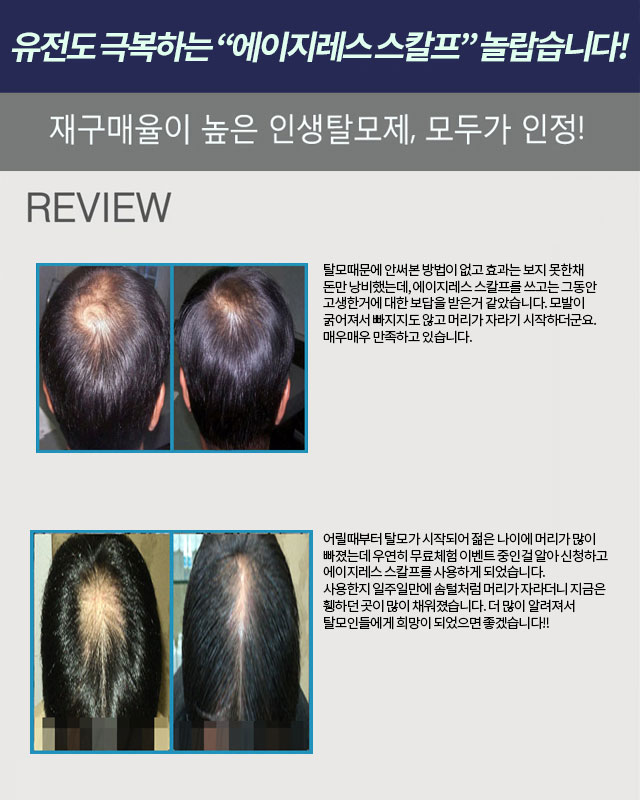 유전도 극복하는 “에이지레스 스칼프” 놀랍습니다!
재구매율이 높은 인생탈모제, 모두가 인정!
REVIEW
탈모때문에 안써본 방법이 없고 효과는 보지 못한채
돈만 낭비했는데, 에이지레스 스칼프를 쓰고는 그동안
고생한거에 대한 보답을 받은거 같았습니다. 모발이
굵어져서 빠지지도 않고 머리가 자라기 시작하더군요.
매우매우 만족하고 있습니다.
어릴때부터 탈모가 시작되어 젊은 나이에 머리가 많이
빠졌는데 우연히 무료체험 이벤트 중인걸 알아 신청하고
에이지레스 스칼프를 사용하게 되었습니다.
사용한지 일주일만에 솜털처럼 머리가 자라더니 지금은
휑하던 곳이 많이 채워졌습니다. 더 많이 알려져서
탈모인들에게 희망이 되었으면 좋겠습니다!!